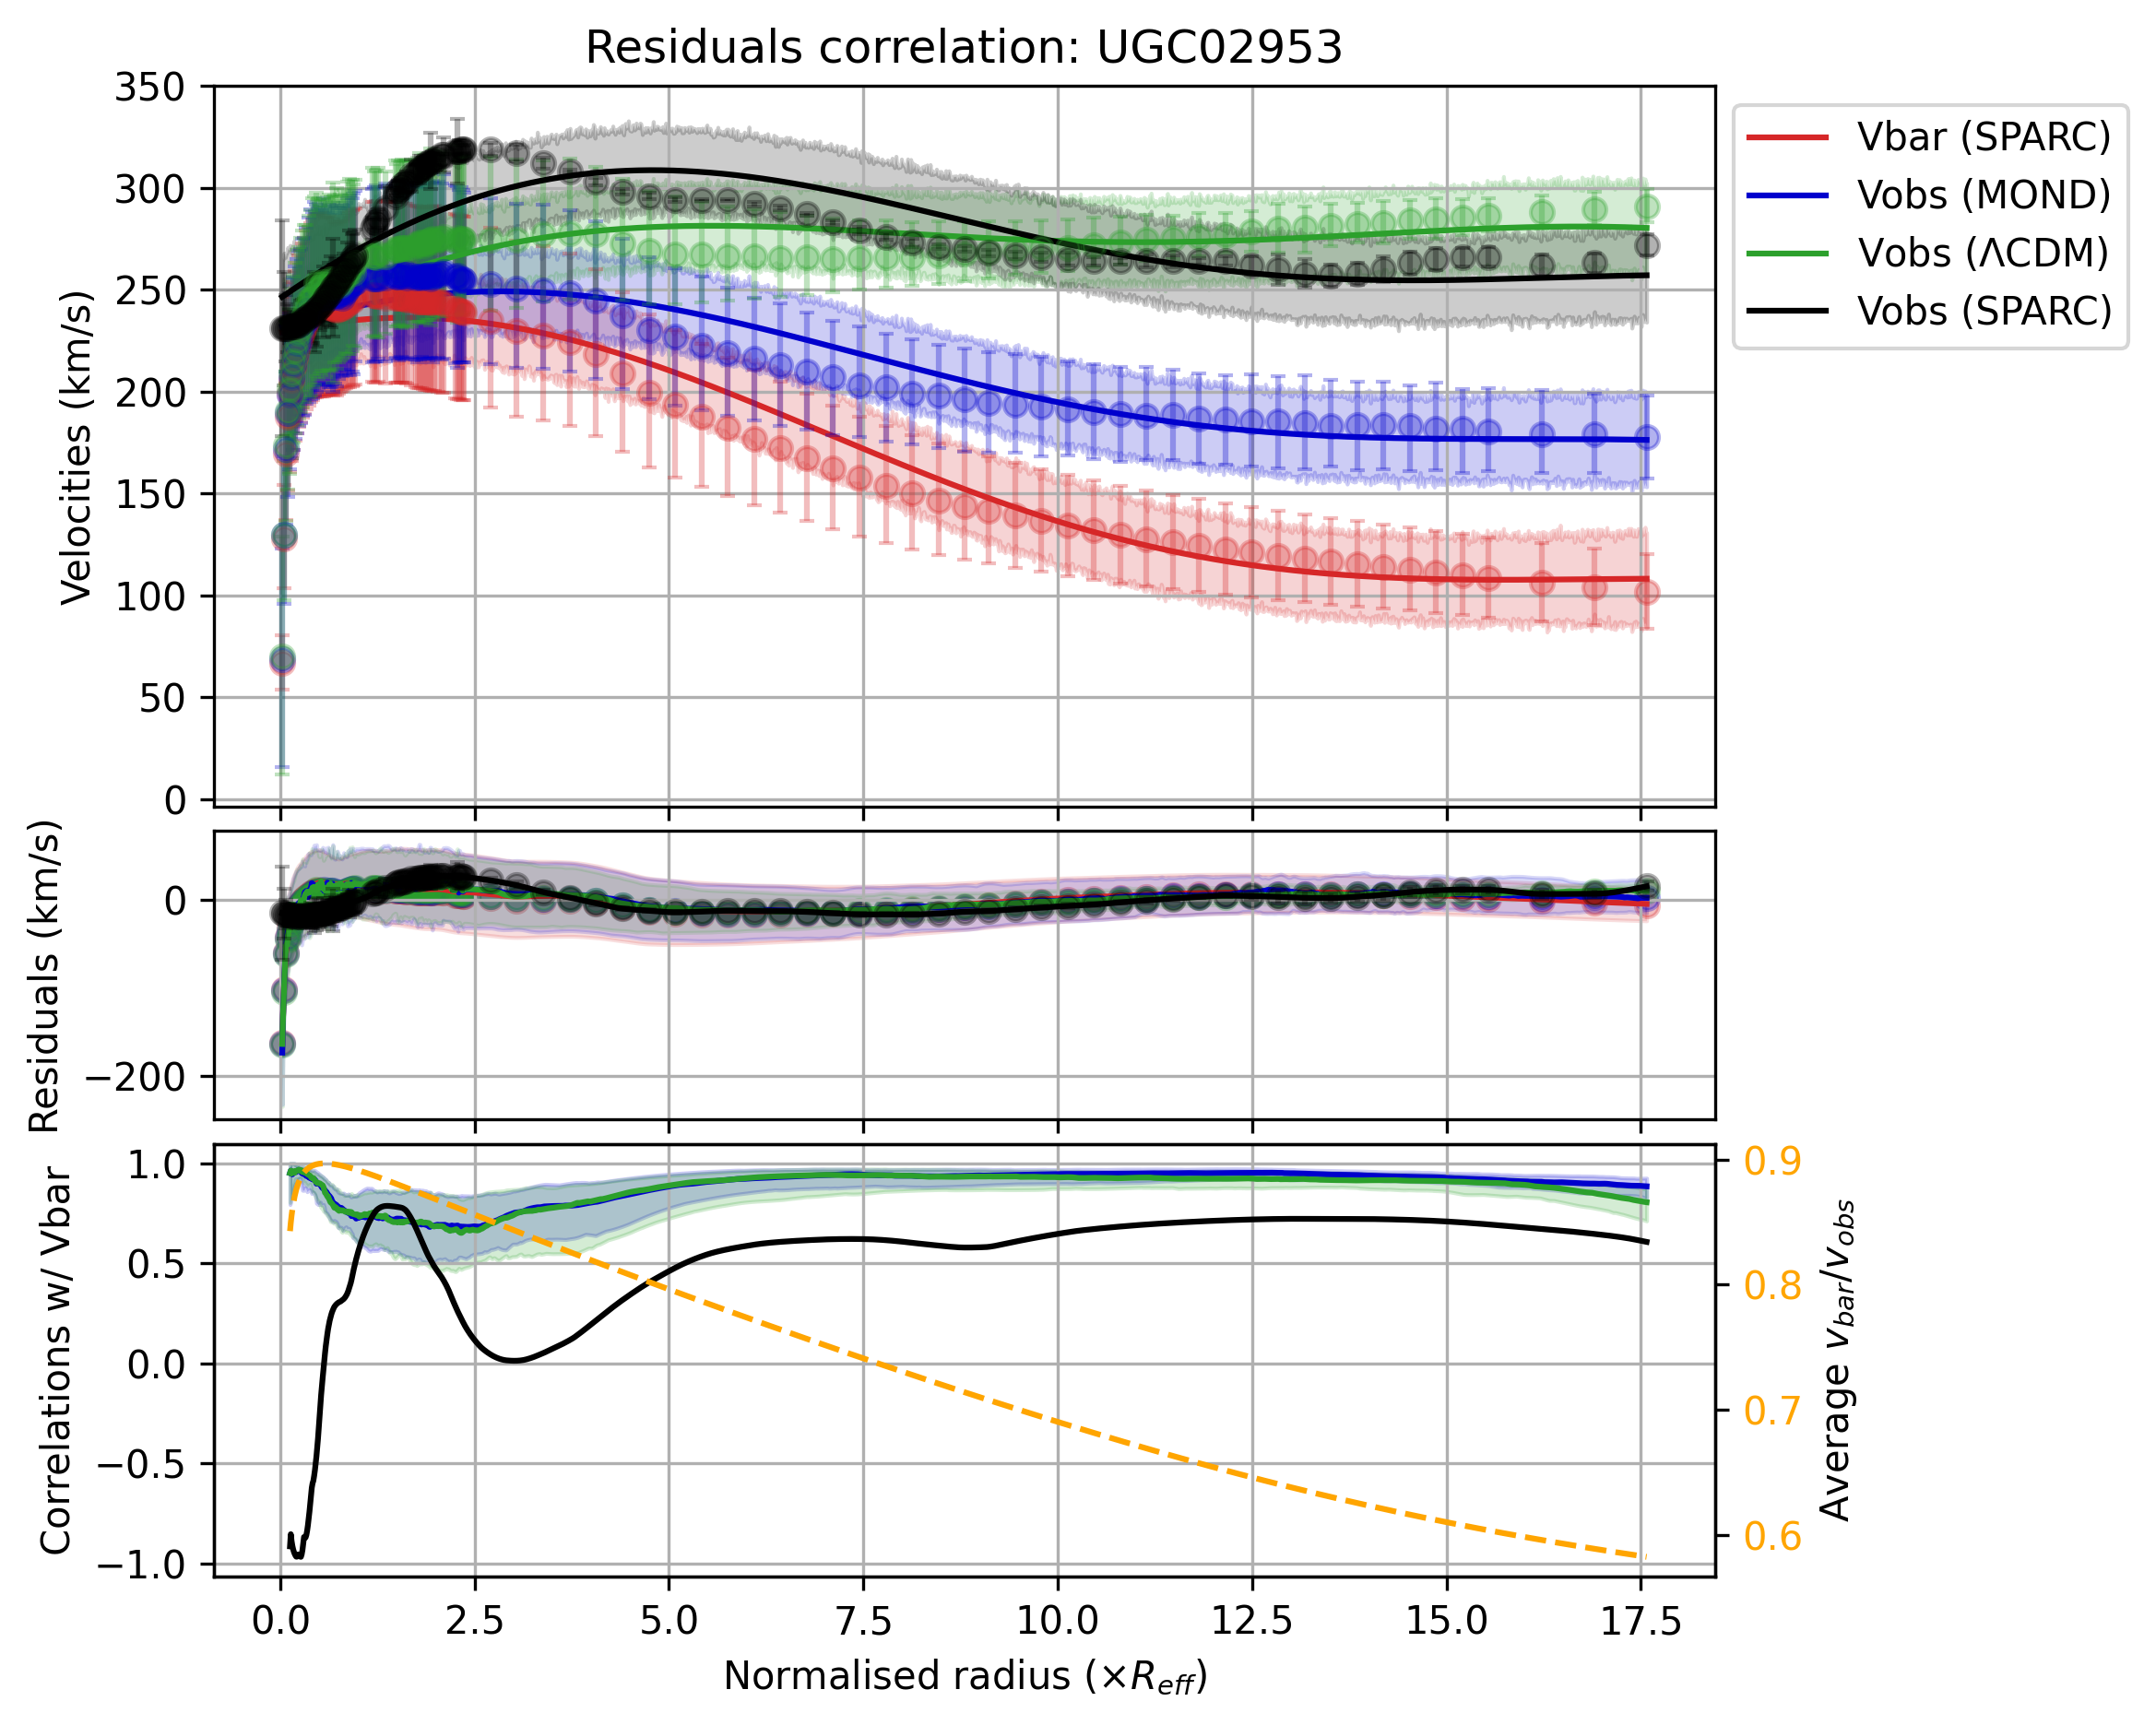 Residuals correlation: UGC02953
350
300
250
200
150
100
50
0
Velocities (km/s)
Vbar (SPARC)
Vobs (MOND)
Vobs (ΛCDM)
Vobs (SPARC)
0
−200
Residuals (km/s)
1.0
0.5
0.0
−0.5
−1.0
Correlations w/ Vbar
0.9
0.8
0.7
0.6
Average v_bar/v_obs
0.0 2.5 5.0 7.5 10.0 12.5 15.0 17.5
Normalised radius (×R_eff)